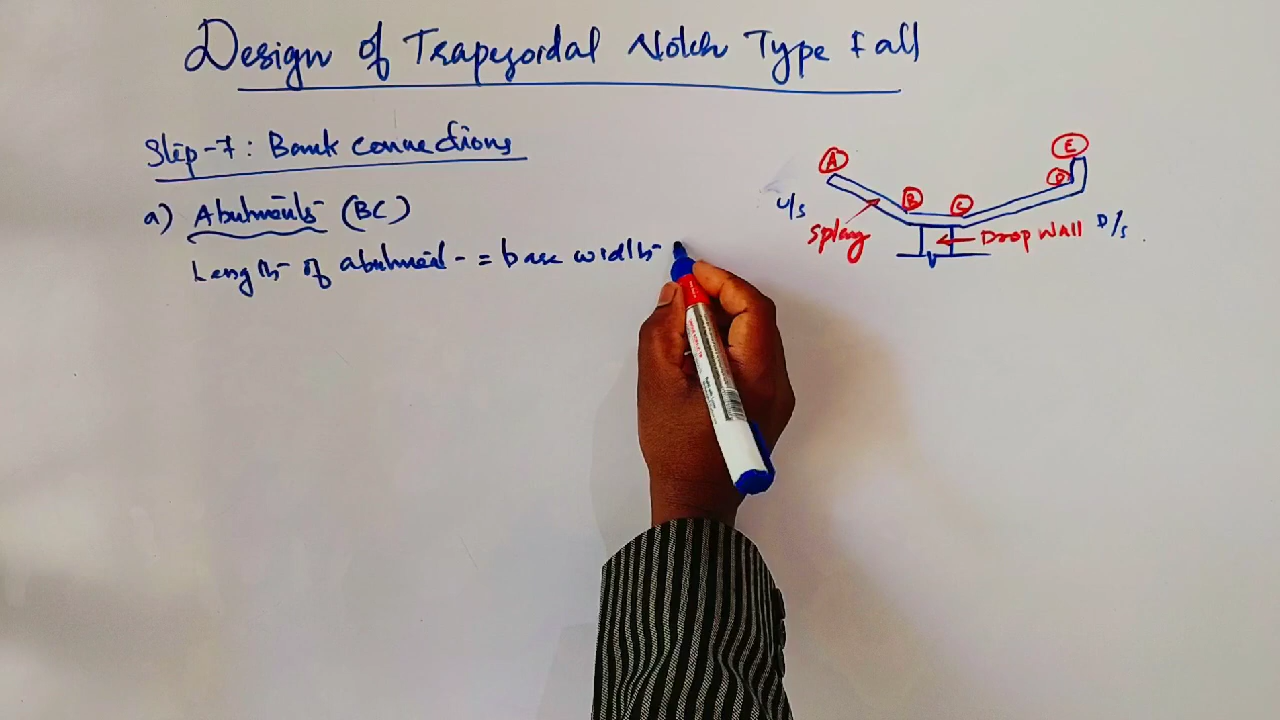 Design of Trapezoidal Notch Type Fall
Step-7: Bank connections
a) Abutments (BC)
Length of abutment = base width
A
B
C
D
E
U/S
Splay
Drop Wall
D/S